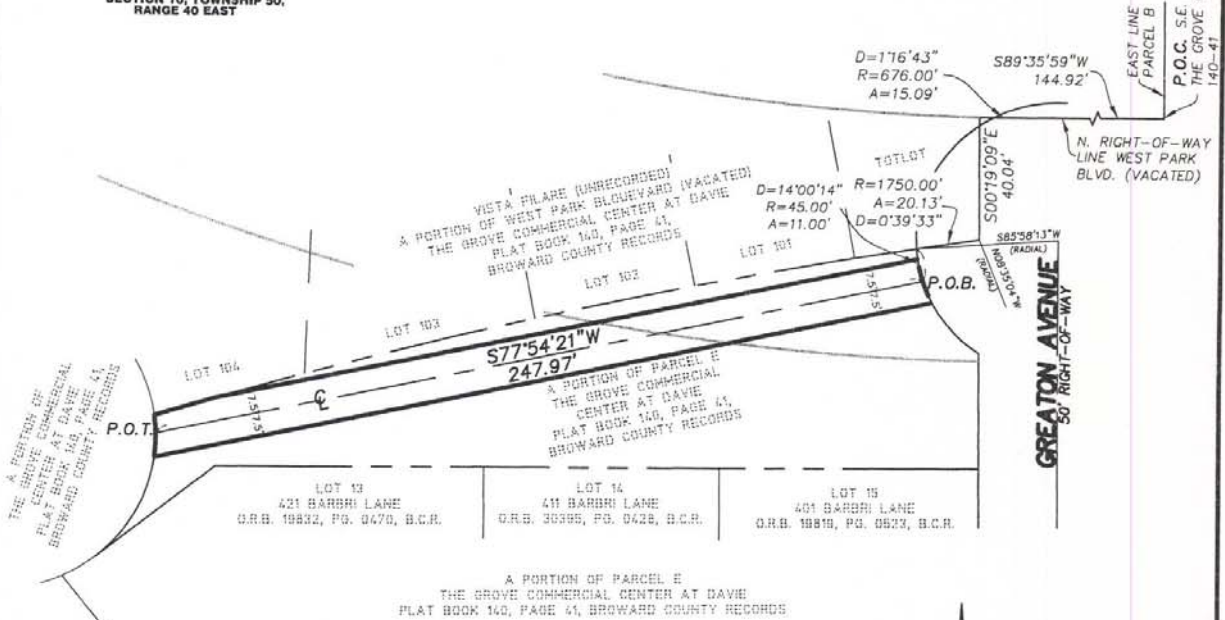 SECTION 10, TOWNSHIP 50,
RANGE 40 EAST
EAST LINE
PARCEL B
P.O.C. S.E.
THE GROVE
140-41
D=1°16'43"
R=676.00'
A=15.09'
S89°35'59"W
144.92'
N. RIGHT-OF-WAY
LINE WEST PARK
BLVD. (VACATED)
S00°19'09"E
40.04'
TOTLOT
VISTA FILARE (UNRECORDED)
A PORTION OF WEST PARK BLOUEVARD (VACATED)
THE GROVE COMMERCIAL CENTER AT DAVIE
PLAT BOOK 140, PAGE 41,
BROWARD COUNTY RECORDS
D=14°00'14"
R=45.00'
A=11.00'
R=1750.00'
A=20.13'
D=0°39'33"
S85°58'13"W
(RADIAL)
N08°35'04"W
(RADIAL)
LOT 101
LOT 102
LOT 103
LOT 104
7.5'
7.5'
P.O.B.
GREATON AVENUE
50' RIGHT-OF-WAY
S77°54'21"W
247.97'
CL
7.5'
7.5'
P.O.T.
A PORTION OF PARCEL E
THE GROVE COMMERCIAL
CENTER AT DAVIE
PLAT BOOK 140, PAGE 41,
BROWARD COUNTY RECORDS
A PORTION OF
THE GROVE COMMERCIAL
CENTER AT DAVIE
PLAT BOOK 140, PAGE 41,
BROWARD COUNTY RECORDS
LOT 13
421 BARBRI LANE
O.R.B. 19832, PG. 0470, B.C.R.
LOT 14
411 BARBRI LANE
O.R.B. 30395, PG. 0428, B.C.R.
LOT 15
401 BARBRI LANE
O.R.B. 19819, PG. 0523, B.C.R.
A PORTION OF PARCEL E
THE GROVE COMMERCIAL CENTER AT DAVIE
PLAT BOOK 140, PAGE 41, BROWARD COUNTY RECORDS